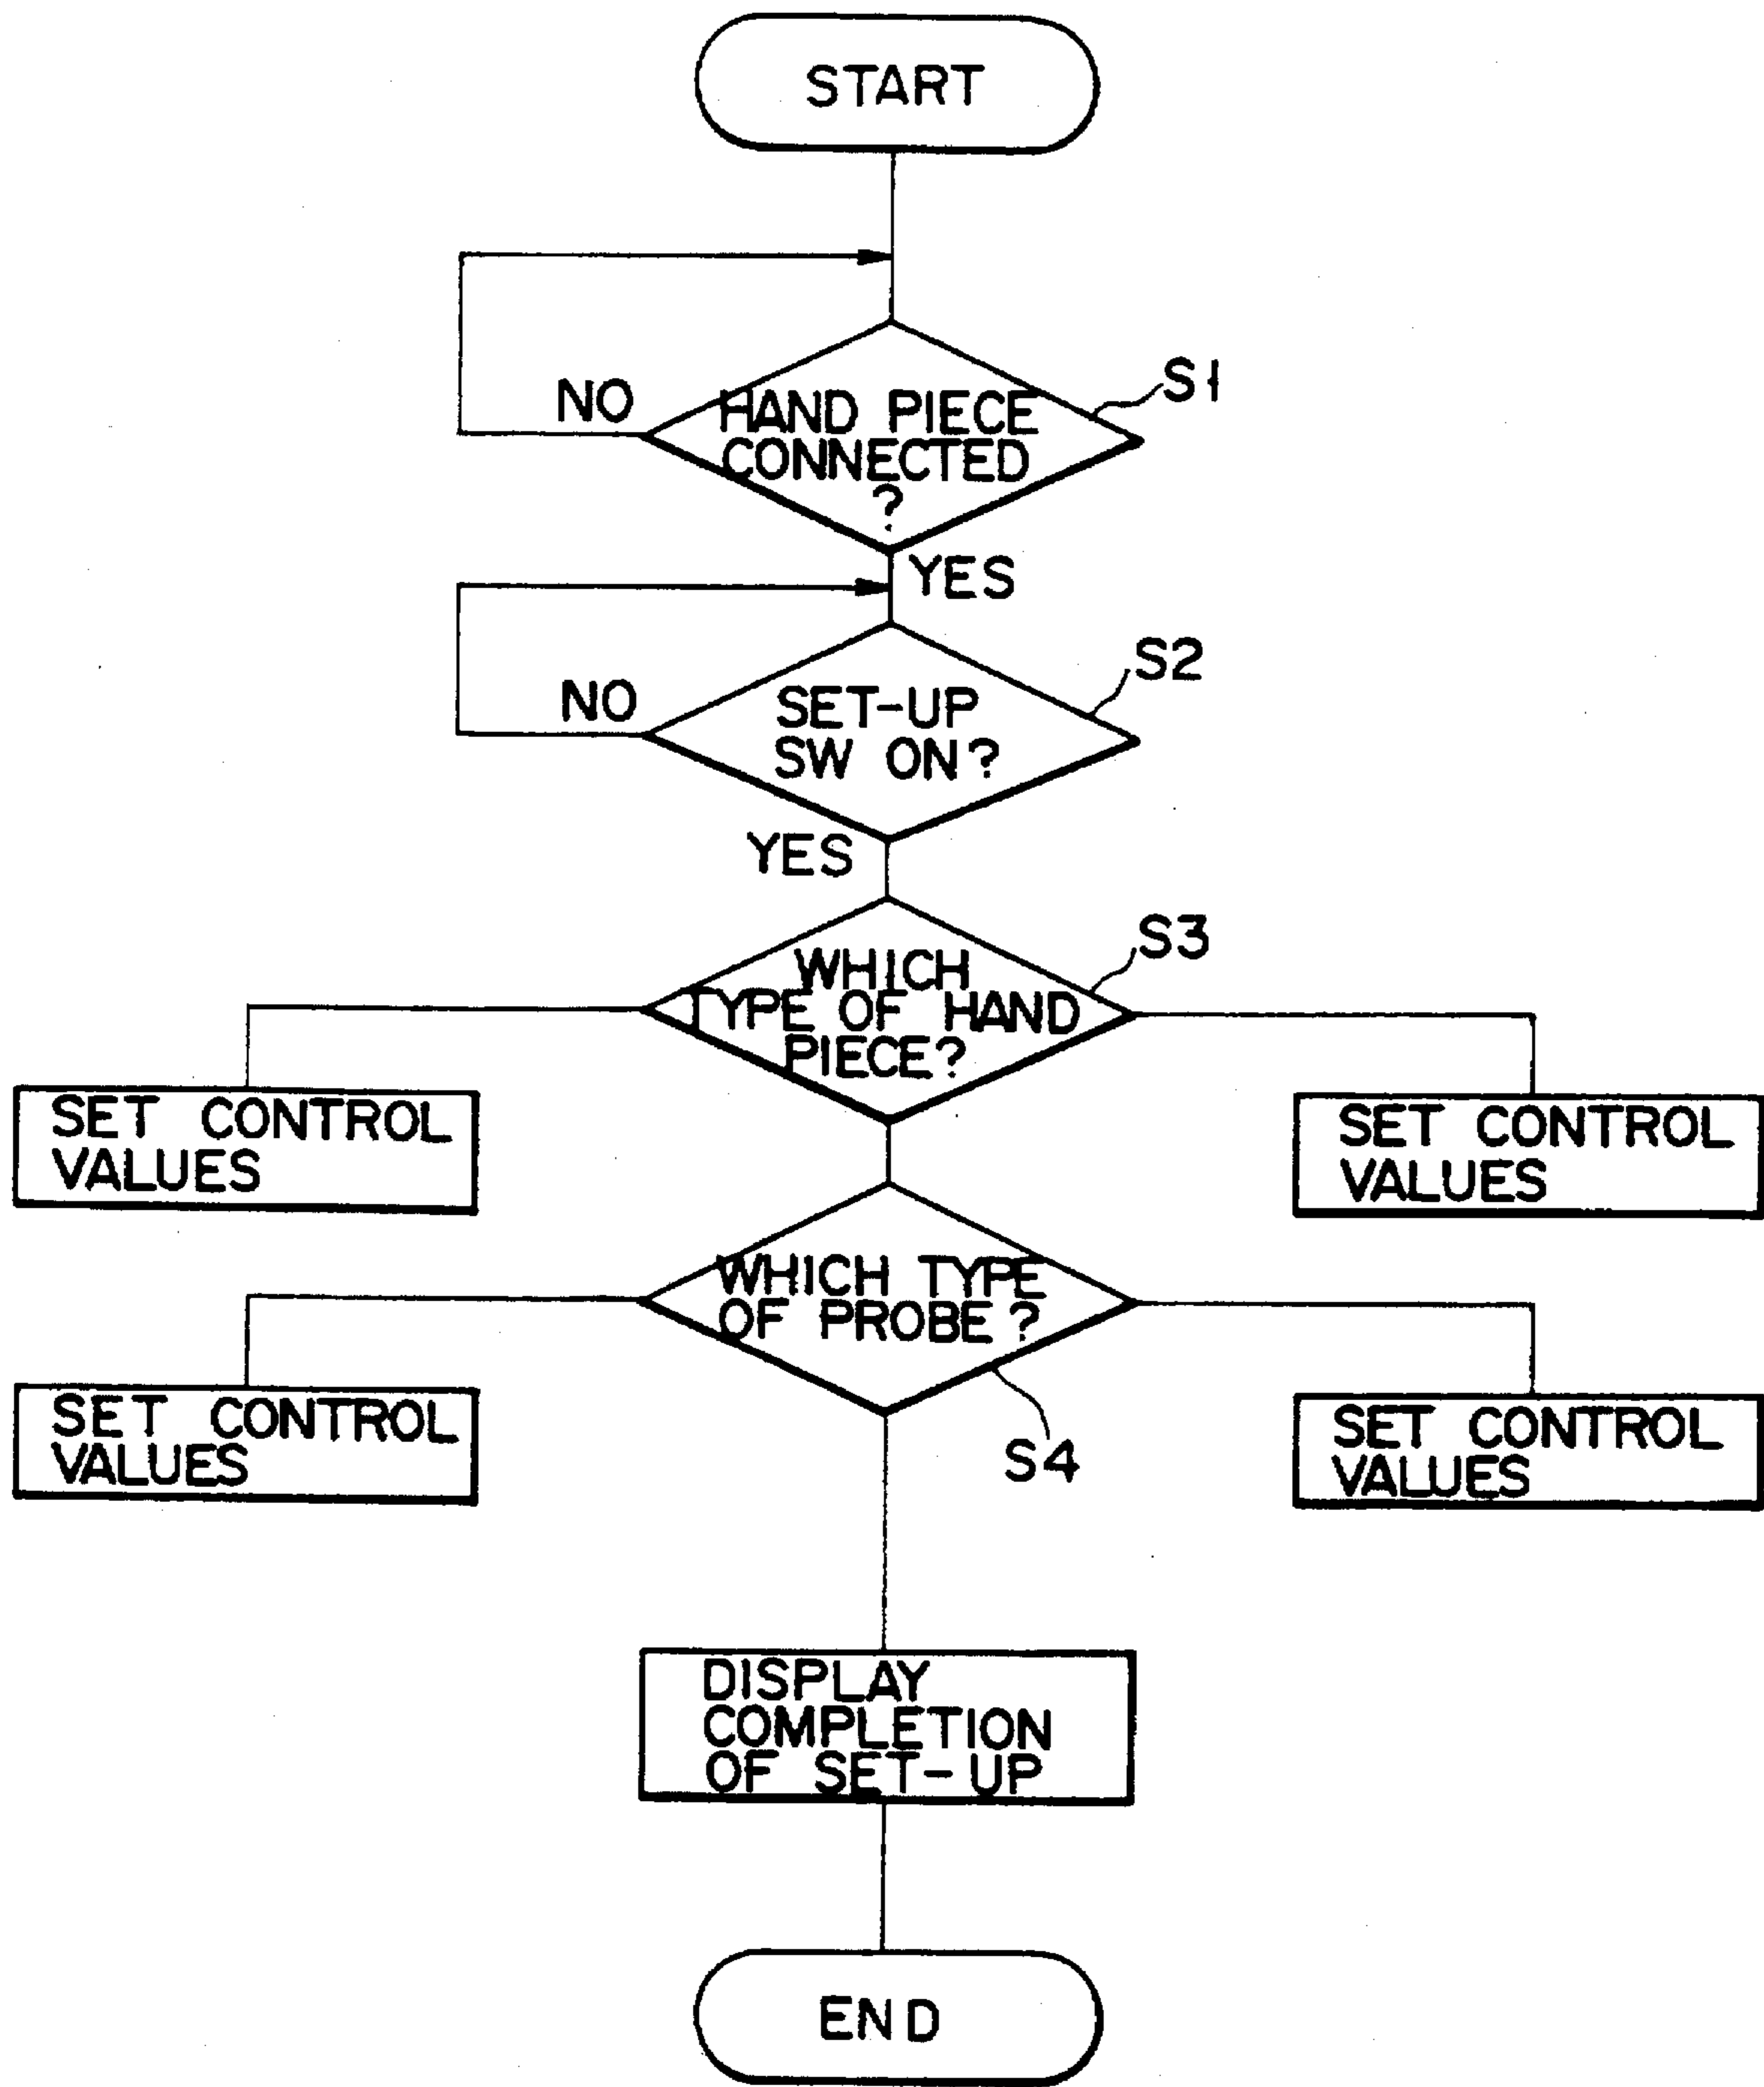 START
NO
HAND PIECE
CONNECTED
?
S1
YES
NO
SET-UP
SW ON?
S2
YES
WHICH
TYPE OF HAND
PIECE?
S3
SET CONTROL
VALUES
SET CONTROL
VALUES
WHICH TYPE
OF PROBE?
S4
SET CONTROL
VALUES
SET CONTROL
VALUES
DISPLAY
COMPLETION
OF SET-UP
END